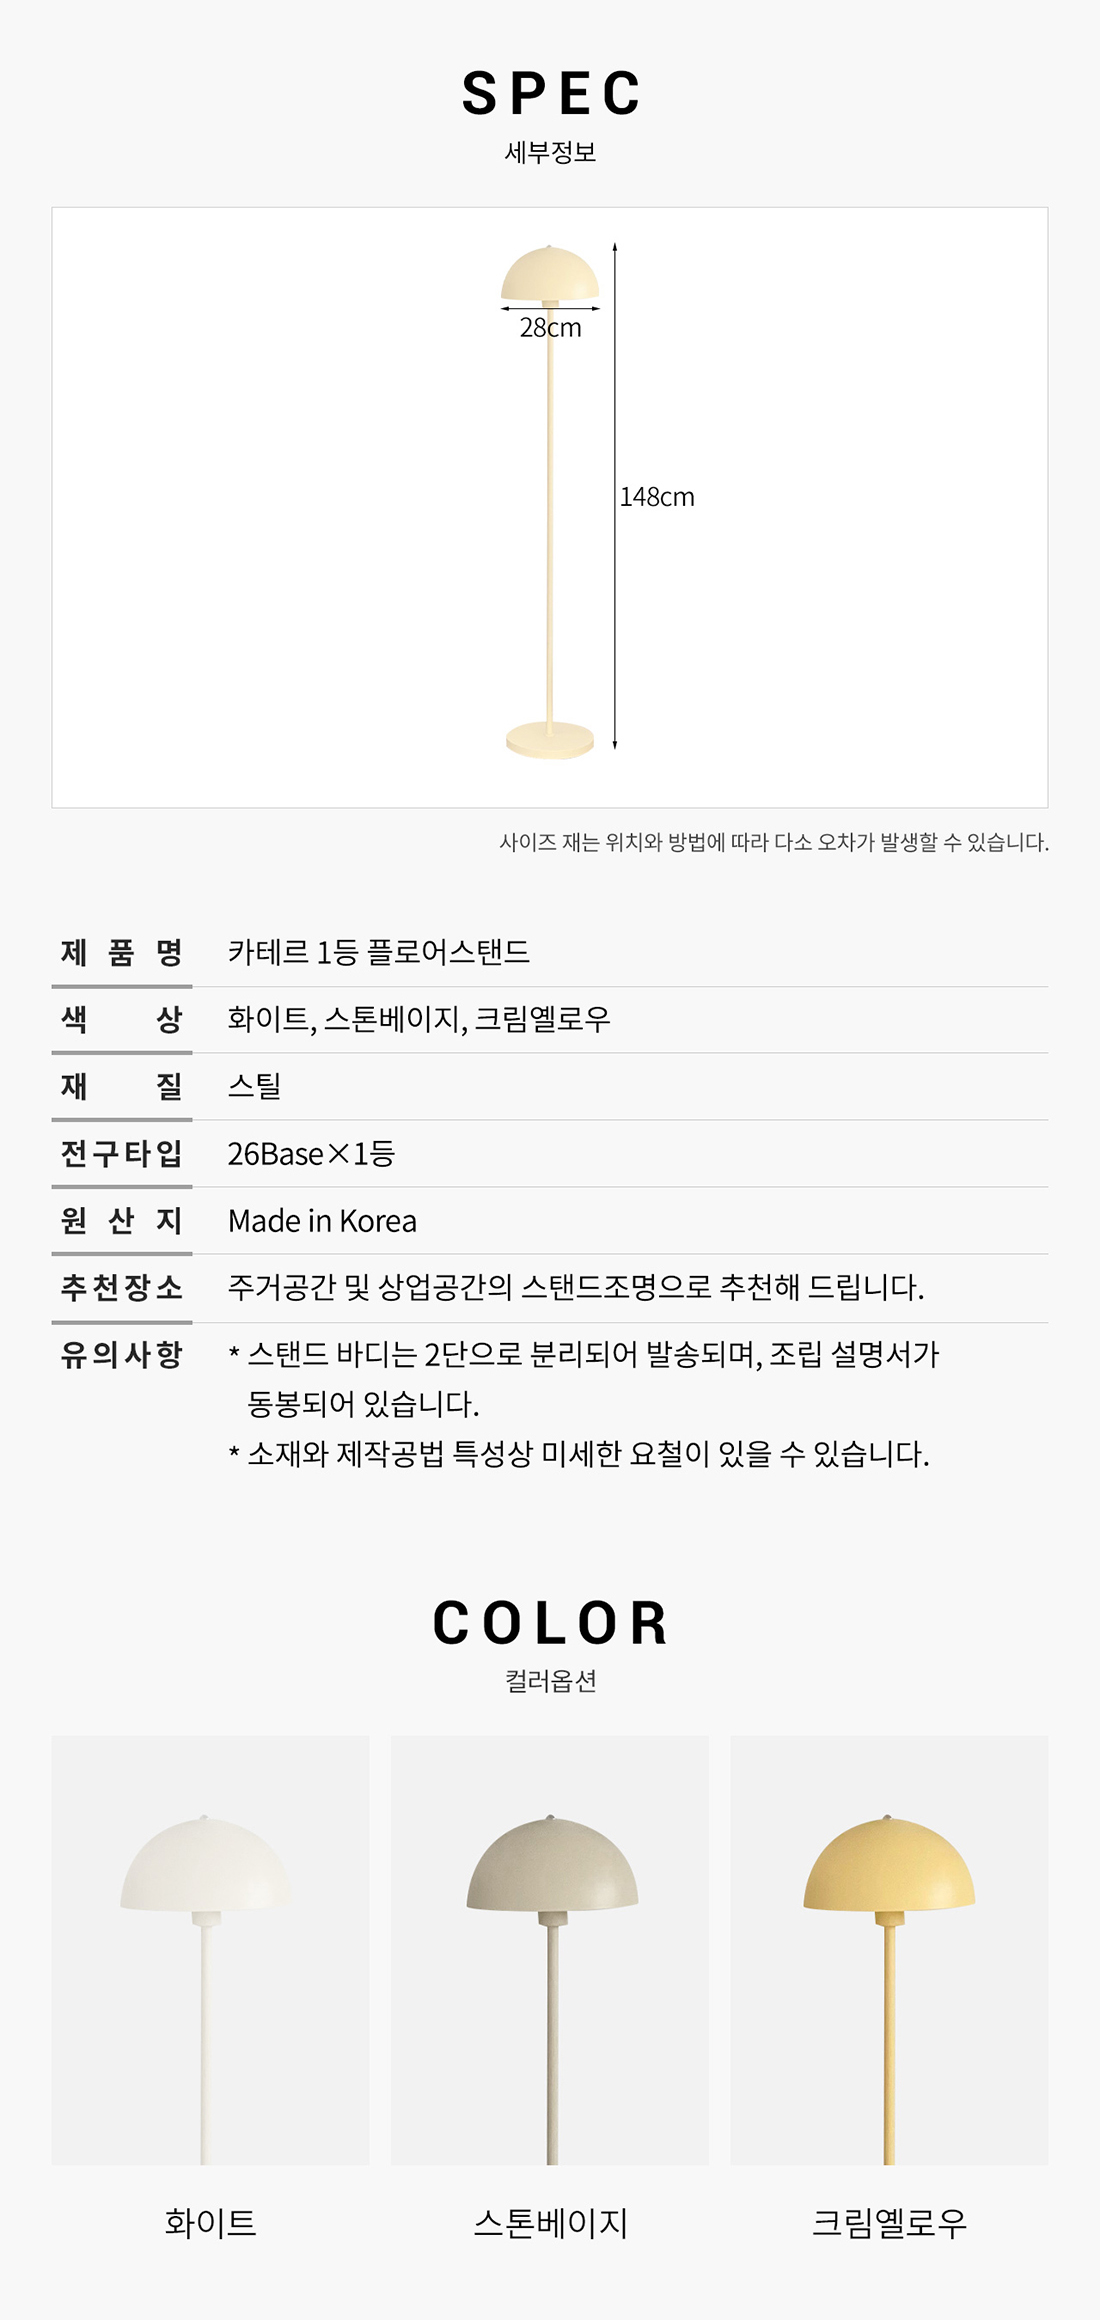 SPEC
세부정보
28cm
148cm
사이즈 재는 위치와 방법에 따라 다소 오차가 발생할 수 있습니다.
제 품 명 카테르 1등 플로어스탠드
색 상 화이트, 스톤베이지, 크림옐로우
재 질 스틸
전구타입 26Base×1등
원 산 지 Made in Korea
추천장소 주거공간 및 상업공간의 스탠드조명으로 추천해 드립니다.
유의사항 * 스탠드 바디는 2단으로 분리되어 발송되며, 조립 설명서가
동봉되어 있습니다.
* 소재와 제작공법 특성상 미세한 요철이 있을 수 있습니다.
COLOR
컬러옵션
화이트 스톤베이지 크림옐로우